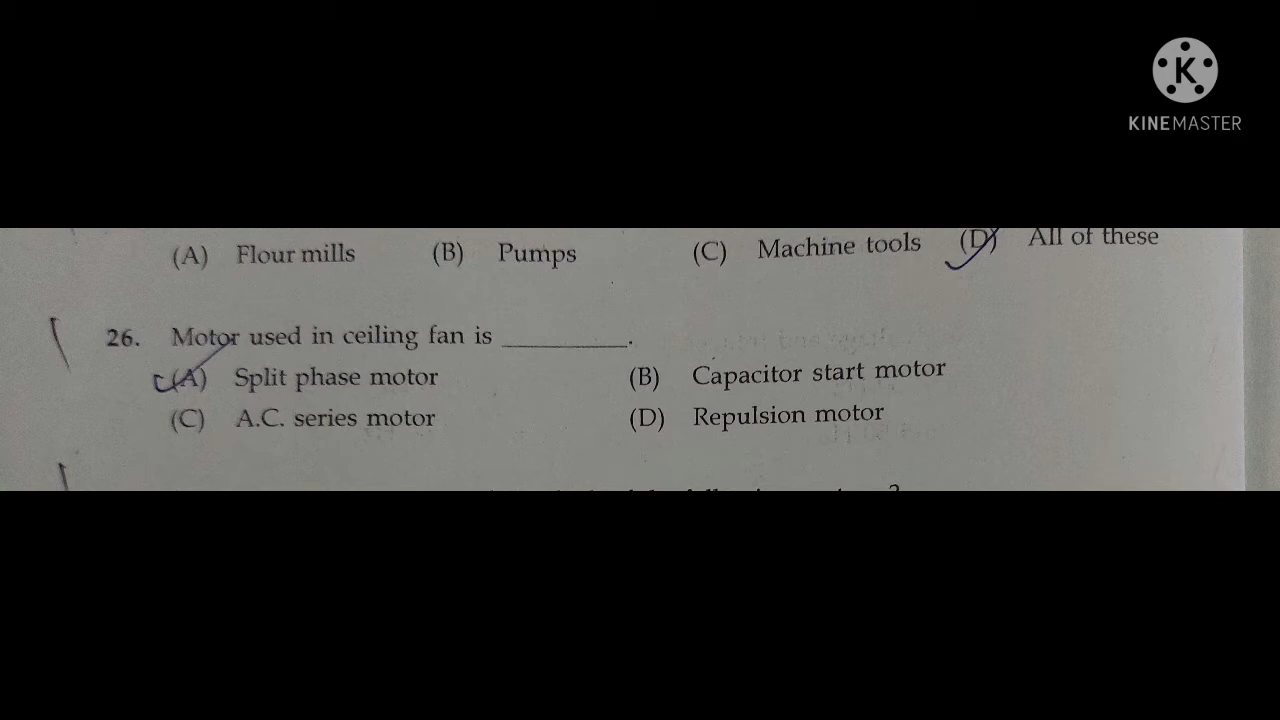 KINEMASTER
(A) Flour mills (B) Pumps (C) Machine tools (D) All of these
26. Motor used in ceiling fan is __________.
(A) Split phase motor (B) Capacitor start motor
(C) A.C. series motor (D) Repulsion motor